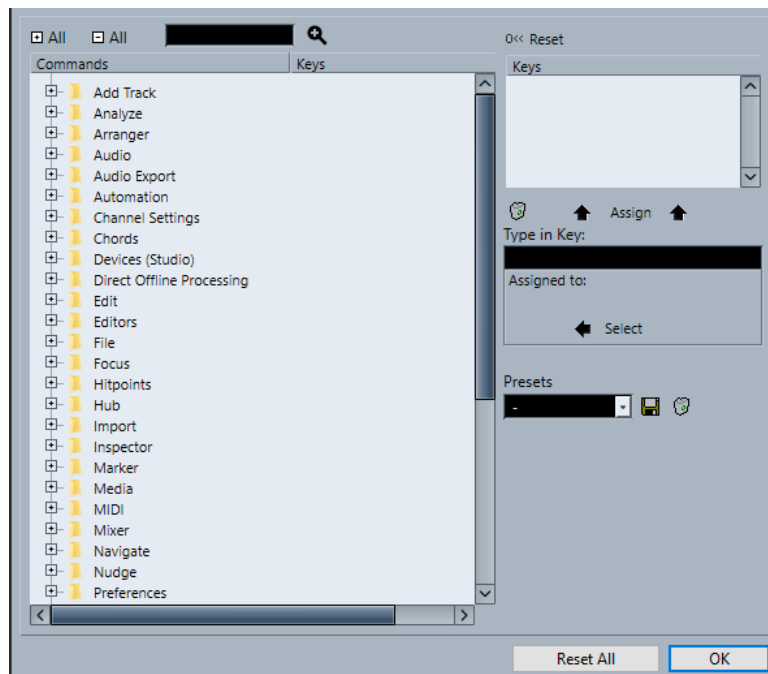 All All
0<< Reset
Commands Keys
Keys
Add Track
Analyze
Arranger
Audio
Audio Export
Automation
Channel Settings
Chords
Devices (Studio)
Direct Offline Processing
Edit
Editors
File
Focus
Hitpoints
Hub
Import
Inspector
Marker
Media
MIDI
Mixer
Navigate
Nudge
Preferences
Assign
Type in Key:
Assigned to:
Select
Presets
-
Reset All OK